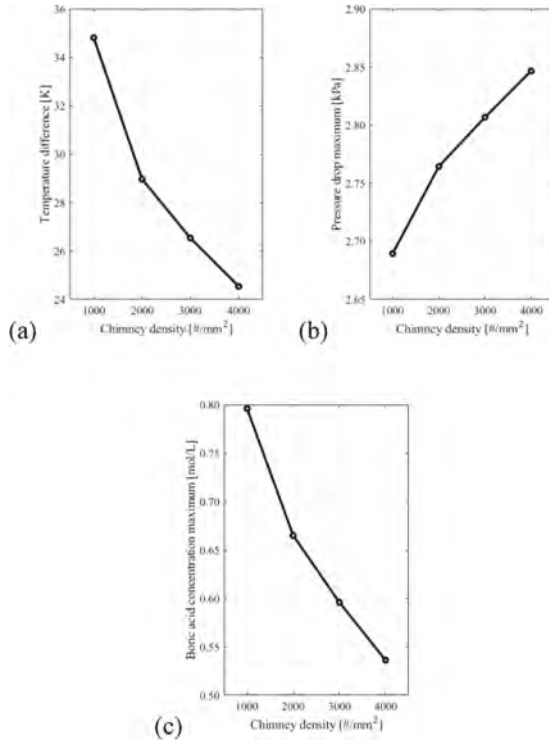 36
34
32
30
28
26
24
Temperature difference [K]
1000 2000 3000 4000
(a) Chimney density [#/mm²]
2.90
2.85
2.80
2.75
2.70
2.65
Pressure drop maximum [kPa]
1000 2000 3000 4000
(b) Chimney density [#/mm²]
0.80
0.75
0.70
0.65
0.60
0.55
0.50
Boric acid concentration maximum [mol/L]
1000 2000 3000 4000
(c) Chimney density [#/mm²]